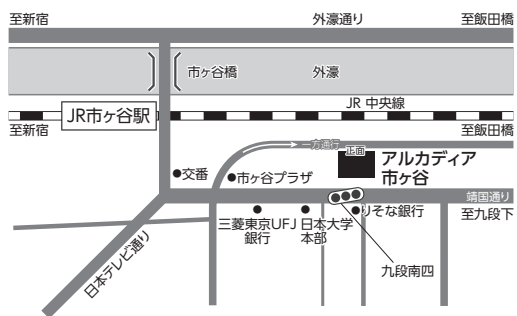 至新宿
外濠通り
至飯田橋
市ヶ谷橋
外濠
JR 中央線
JR市ヶ谷駅
至新宿
至飯田橋
一方通行
正面
アルカディア
市ヶ谷
●交番
●市ヶ谷プラザ
靖国通り
りそな銀行
至九段下
三菱東京UFJ
銀行
日本大学
本部
九段南四
日本テレビ通り